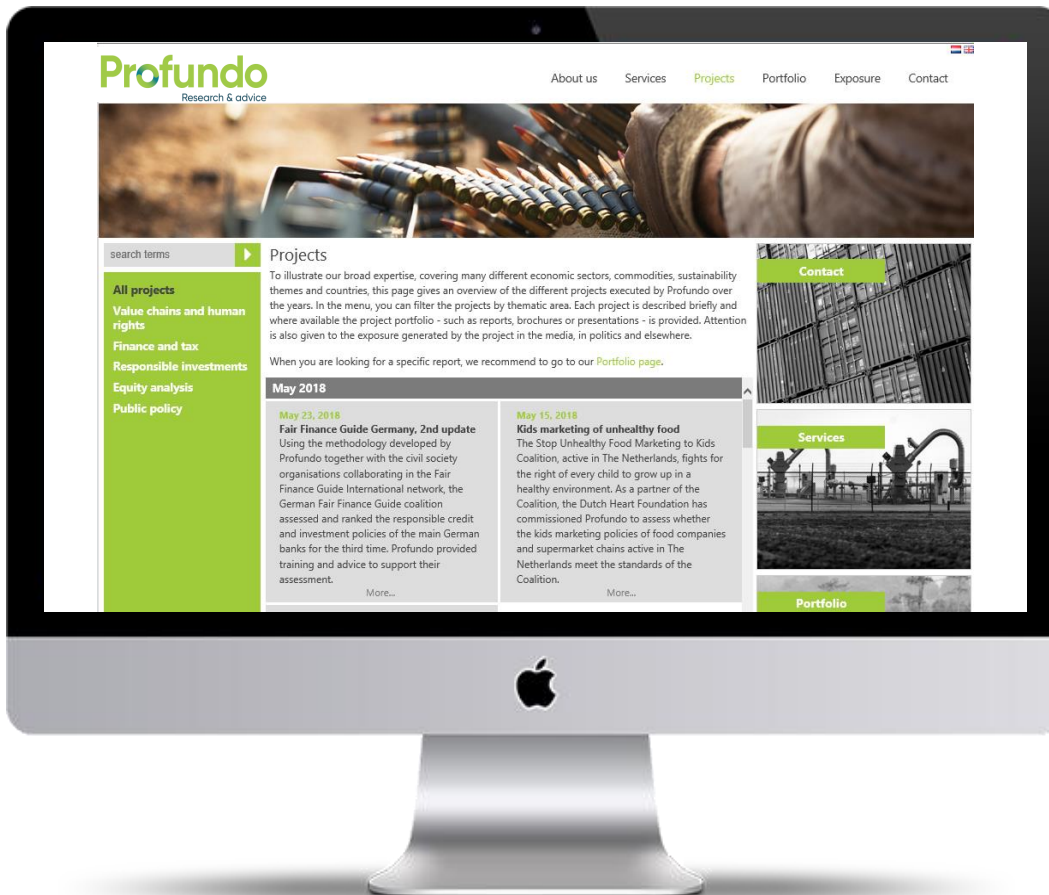 Profundo
Research & advice
About us Services Projects Portfolio Exposure Contact
search terms
All projects
Value chains and human
rights
Finance and tax
Responsible investments
Equity analysis
Public policy
Projects
To illustrate our broad expertise, covering many different economic sectors, commodities, sustainability
themes and countries, this page gives an overview of the different projects executed by Profundo over
the years. In the menu, you can filter the projects by thematic area. Each project is described briefly and
where available the project portfolio - such as reports, brochures or presentations - is provided. Attention
is also given to the exposure generated by the project in the media, in politics and elsewhere.
When you are looking for a specific report, we recommend to go to our Portfolio page.
May 2018
May 23, 2018
Fair Finance Guide Germany, 2nd update
Using the methodology developed by
Profundo together with the civil society
organisations collaborating in the Fair
Finance Guide International network, the
German Fair Finance Guide coalition
assessed and ranked the responsible credit
and investment policies of the main German
banks for the third time. Profundo provided
training and advice to support their
assessment.
More...
May 15, 2018
Kids marketing of unhealthy food
The Stop Unhealthy Food Marketing to Kids
Coalition, active in The Netherlands, fights for
the right of every child to grow up in a
healthy environment. As a partner of the
Coalition, the Dutch Heart Foundation has
commissioned Profundo to assess whether
the kids marketing policies of food companies
and supermarket chains active in The
Netherlands meet the standards of the
Coalition.
More...
Contact
Services
Portfolio